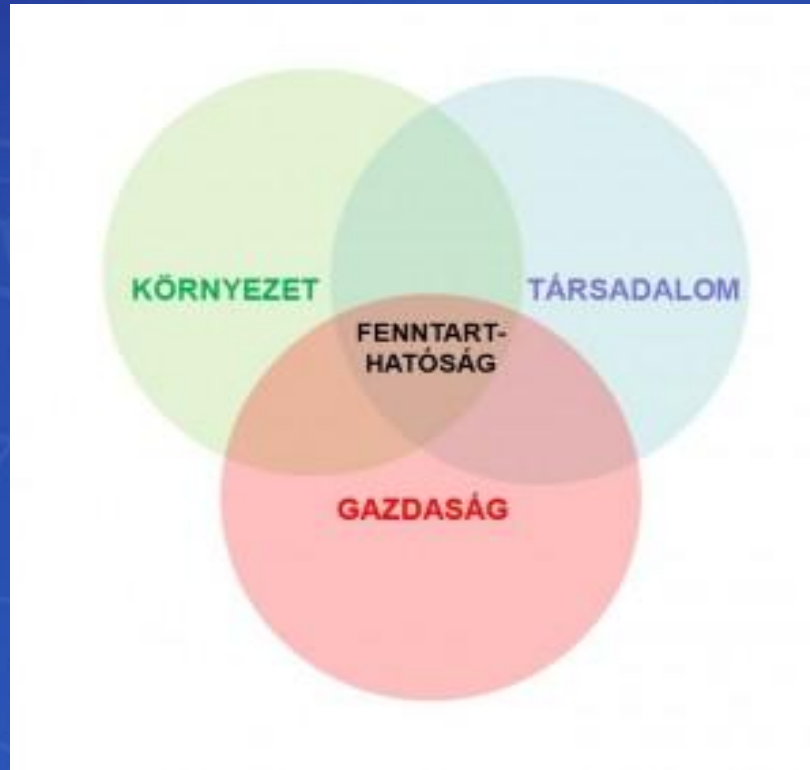 KÖRNYEZET
TÁRSADALOM
FENNTART-
HATÓSÁG
GAZDASÁG